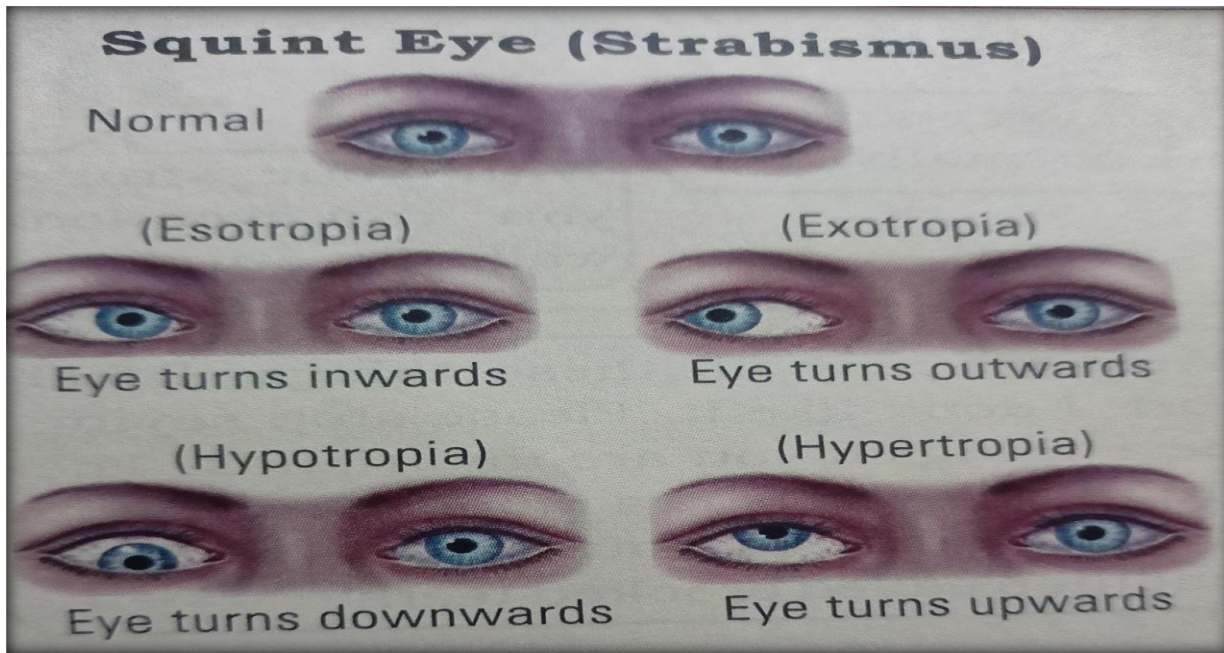 Squint Eye (Strabismus)
Normal
(Esotropia)
Eye turns inwards
(Exotropia)
Eye turns outwards
(Hypotropia)
Eye turns downwards
(Hypertropia)
Eye turns upwards